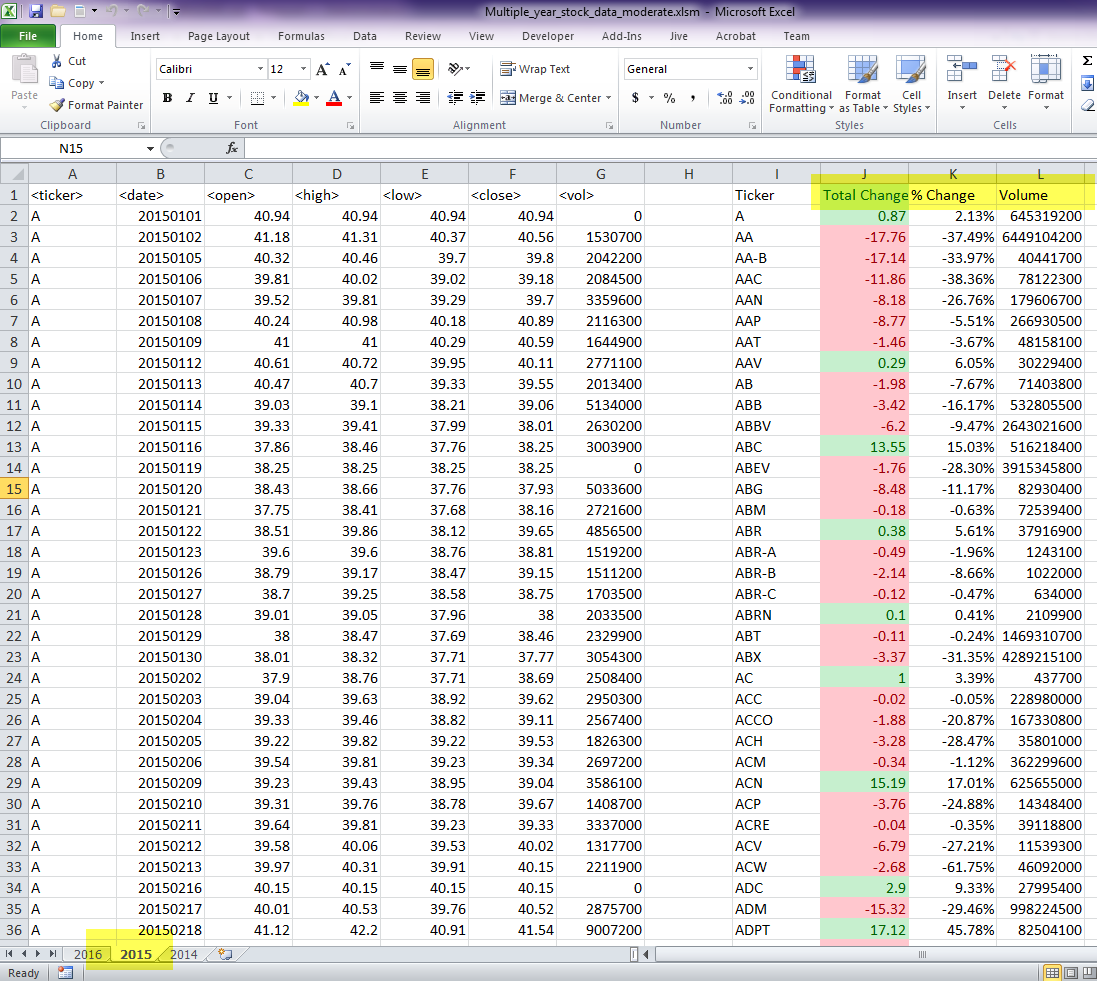 Multiple_year_stock_data_moderate.xlsm - Microsoft Excel
File Home Insert Page Layout Formulas Data Review View Developer Add-Ins Jive Acrobat Team
Paste Cut Copy Format Painter Clipboard
Calibri 12 A A B I U A Font
Wrap Text Merge & Center Alignment
General $ % , .00 .0 Number
Conditional Formatting Format as Table Cell Styles Styles
Insert Delete Format Cells Σ
N15 fx
A B C D E F G H I J K L
1 <ticker> <date> <open> <high> <low> <close> <vol> Ticker Total Change % Change Volume
2 A 20150101 40.94 40.94 40.94 40.94 0 A 0.87 2.13% 645319200
3 A 20150102 41.18 41.31 40.37 40.56 1530700 AA -17.76 -37.49% 6449104200
4 A 20150105 40.32 40.46 39.7 39.8 2042200 AA-B -17.14 -33.97% 40441700
5 A 20150106 39.81 40.02 39.02 39.18 2084500 AAC -11.86 -38.36% 78122300
6 A 20150107 39.52 39.81 39.29 39.7 3359600 AAN -8.18 -26.76% 179606700
7 A 20150108 40.24 40.98 40.18 40.89 2116300 AAP -8.77 -5.51% 266930500
8 A 20150109 41 41 40.29 40.59 1644900 AAT -1.46 -3.67% 48158100
9 A 20150112 40.61 40.72 39.95 40.11 2771100 AAV 0.29 6.05% 30229400
10 A 20150113 40.47 40.7 39.33 39.55 2013400 AB -1.98 -7.67% 71403800
11 A 20150114 39.03 39.1 38.21 39.06 5134000 ABB -3.42 -16.17% 532805500
12 A 20150115 39.33 39.41 37.99 38.01 2630200 ABBV -6.2 -9.47% 2643021600
13 A 20150116 37.86 38.46 37.76 38.25 3003900 ABC 13.55 15.03% 516218400
14 A 20150119 38.25 38.25 38.25 38.25 0 ABEV -1.76 -28.30% 3915345800
15 A 20150120 38.43 38.66 37.76 37.93 5033600 ABG -8.48 -11.17% 82930400
16 A 20150121 37.75 38.41 37.68 38.16 2721600 ABM -0.18 -0.63% 72539400
17 A 20150122 38.51 39.86 38.12 39.65 4856500 ABR 0.38 5.61% 37916900
18 A 20150123 39.6 39.6 38.76 38.81 1519200 ABR-A -0.49 -1.96% 1243100
19 A 20150126 38.79 39.17 38.47 39.15 1511200 ABR-B -2.14 -8.66% 1022000
20 A 20150127 38.7 39.25 38.58 38.75 1703500 ABR-C -0.12 -0.47% 634000
21 A 20150128 39.01 39.05 37.96 38 2033500 ABRN 0.1 0.41% 2109900
22 A 20150129 38 38.47 37.69 38.46 2329900 ABT -0.11 -0.24% 1469310700
23 A 20150130 38.01 38.32 37.71 37.77 3054300 ABX -3.37 -31.35% 4289215100
24 A 20150202 37.9 38.76 37.71 38.69 2508400 AC 1 3.39% 437700
25 A 20150203 39.04 39.63 38.92 39.62 2950300 ACC -0.02 -0.05% 228980000
26 A 20150204 39.33 39.46 38.82 39.11 2567400 ACCO -1.88 -20.87% 167330800
27 A 20150205 39.22 39.82 39.22 39.53 1826300 ACH -3.28 -28.47% 35801000
28 A 20150206 39.54 39.81 39.23 39.34 2697200 ACM -0.34 -1.12% 362299600
29 A 20150209 39.23 39.43 38.95 39.04 3586100 ACN 15.19 17.01% 625655000
30 A 20150210 39.31 39.76 38.78 39.67 1408700 ACP -3.76 -24.88% 14348400
31 A 20150211 39.64 39.81 39.23 39.33 3337000 ACRE -0.04 -0.35% 39118800
32 A 20150212 39.58 40.06 39.53 40.02 1317700 ACV -6.79 -27.21% 11539300
33 A 20150213 39.97 40.31 39.91 40.15 2211900 ACW -2.68 -61.75% 46092000
34 A 20150216 40.15 40.15 40.15 40.15 0 ADC 2.9 9.33% 27995400
35 A 20150217 40.01 40.53 39.76 40.52 2875700 ADM -15.32 -29.46% 998224500
36 A 20150218 41.12 42.2 40.91 41.54 9007200 ADPT 17.12 45.78% 82504100
2016 2015 2014
Ready